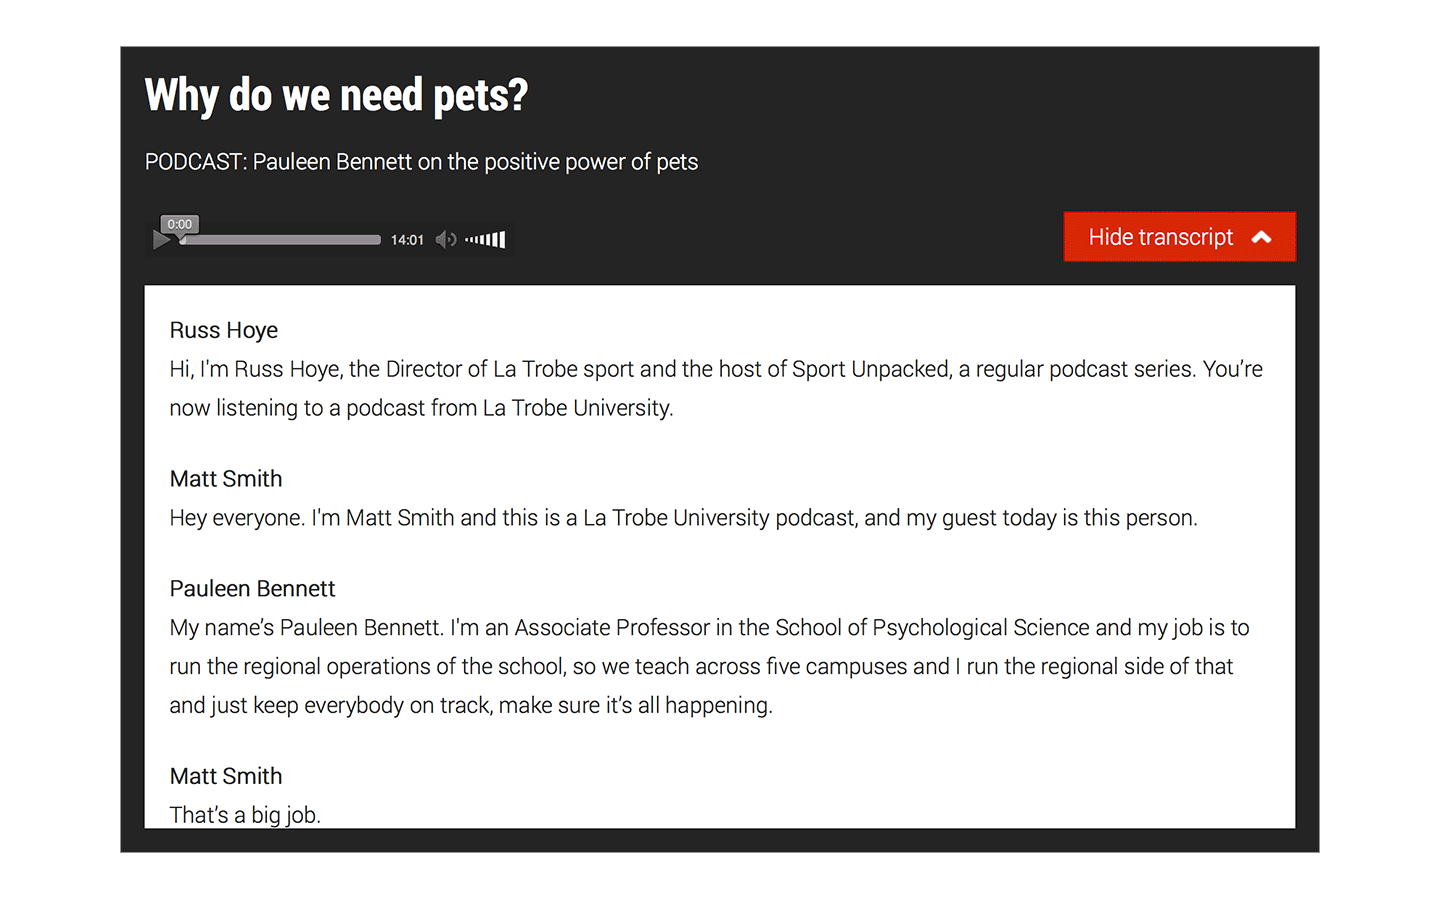 Why do we need pets?
PODCAST: Pauleen Bennett on the positive power of pets
0:00
14:01
Hide transcript
Russ Hoye
Hi, I'm Russ Hoye, the Director of La Trobe sport and the host of Sport Unpacked, a regular podcast series. You’re
now listening to a podcast from La Trobe University.
Matt Smith
Hey everyone. I'm Matt Smith and this is a La Trobe University podcast, and my guest today is this person.
Pauleen Bennett
My name’s Pauleen Bennett. I'm an Associate Professor in the School of Psychological Science and my job is to
run the regional operations of the school, so we teach across five campuses and I run the regional side of that
and just keep everybody on track, make sure it’s all happening.
Matt Smith
That’s a big job.